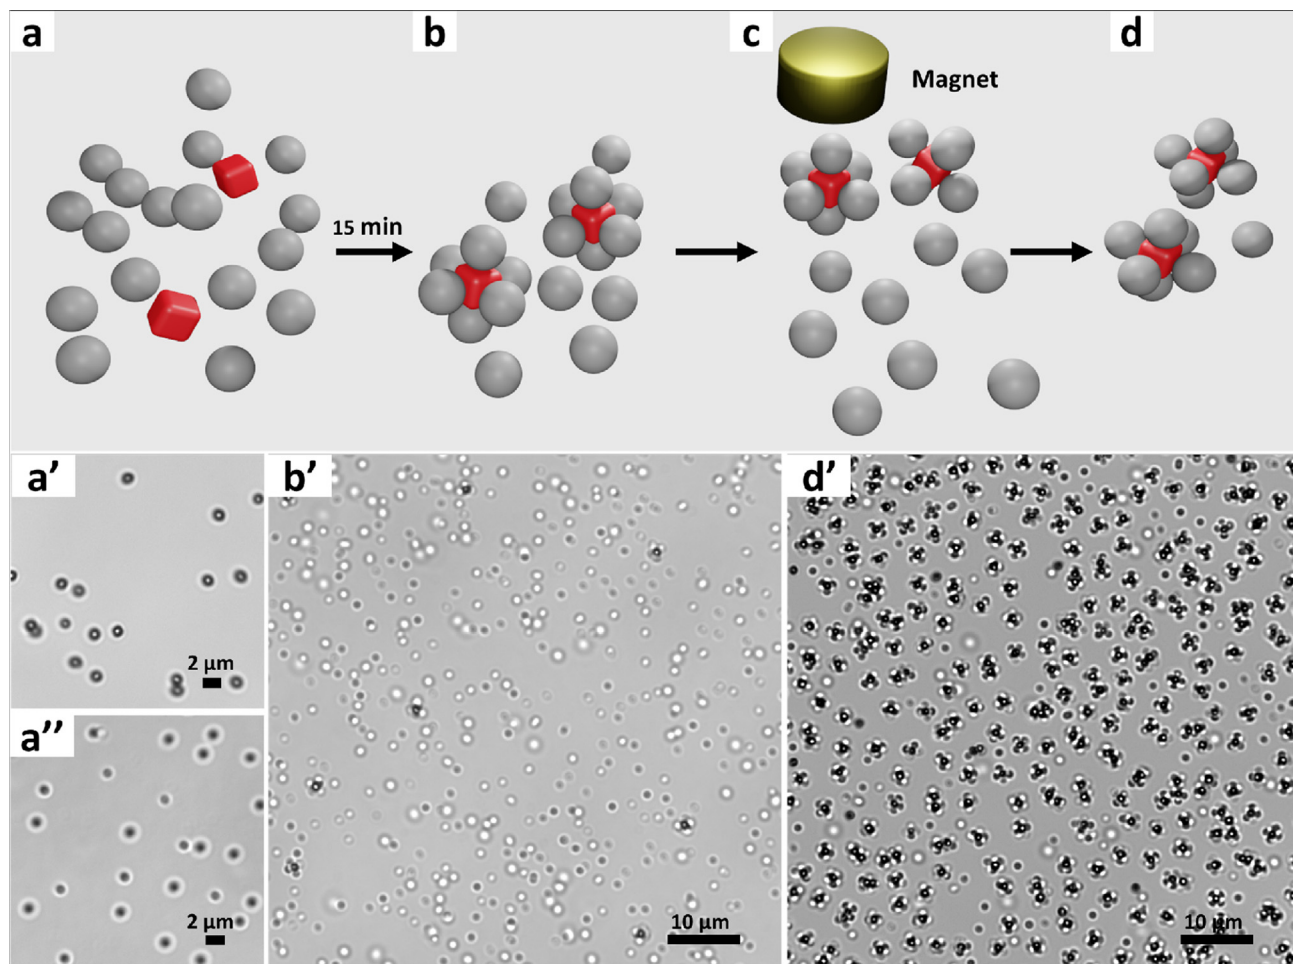 a
b
c
d
Magnet
15 min
a’
b’
d’
2 μm
a’’
2 μm
10 μm
10 μm